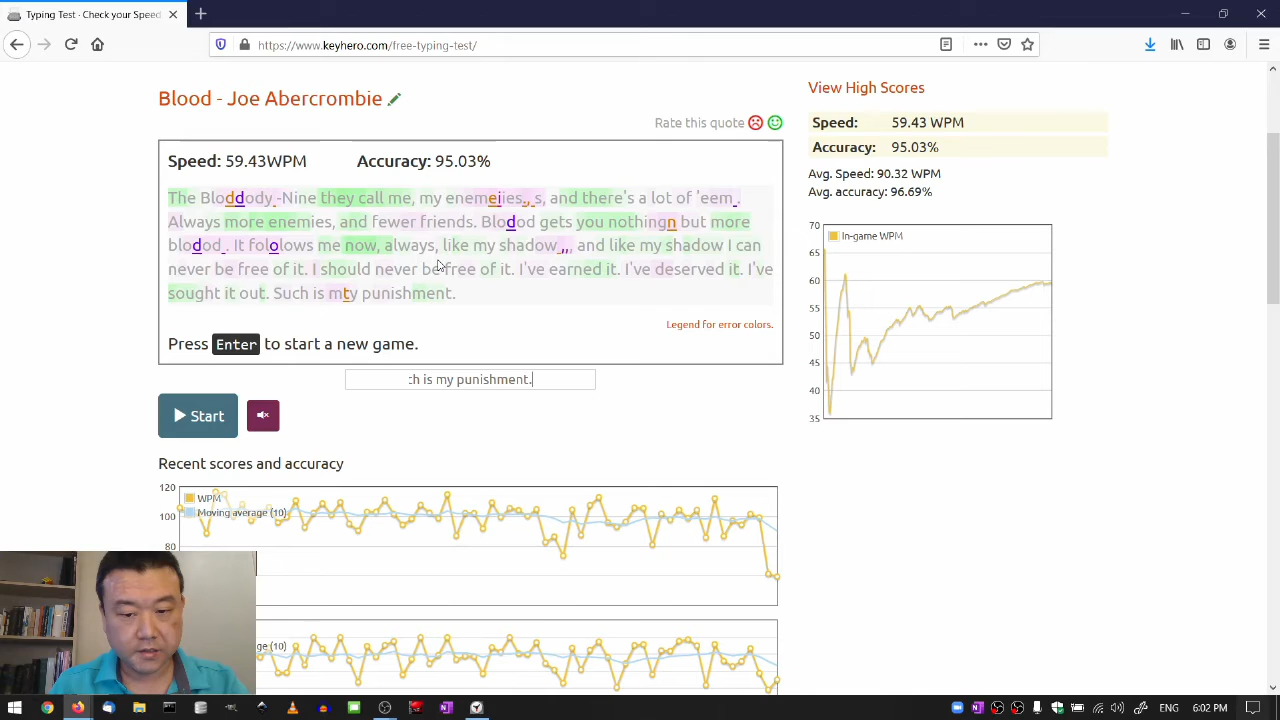 Typing Test - Check your Speed
https://www.keyhero.com/free-typing-test/
Blood - Joe Abercrombie
Rate this quote
Speed: 59.43WPM Accuracy: 95.03%
The Bloddody -Nine they call me, my enemeiies,, s, and there's a lot of 'eem .
Always more enemies, and fewer friends. Blodod gets you nothingn but more
blodod . It fololows me now, always, like my shadow ,,, and like my shadow I can
never be free of it. I should never be free of it. I've earned it. I've deserved it. I've
sought it out. Such is mty punishment.
Legend for error colors.
Press Enter to start a new game.
ch is my punishment.
Start
Recent scores and accuracy
120
WPM
Moving average (10)
100
80
age (10)
View High Scores
Speed: 59.43 WPM
Accuracy: 95.03%
Avg. Speed: 90.32 WPM
Avg. accuracy: 96.69%
70
In-game WPM
65
60
55
50
45
40
35
ENG
6:02 PM